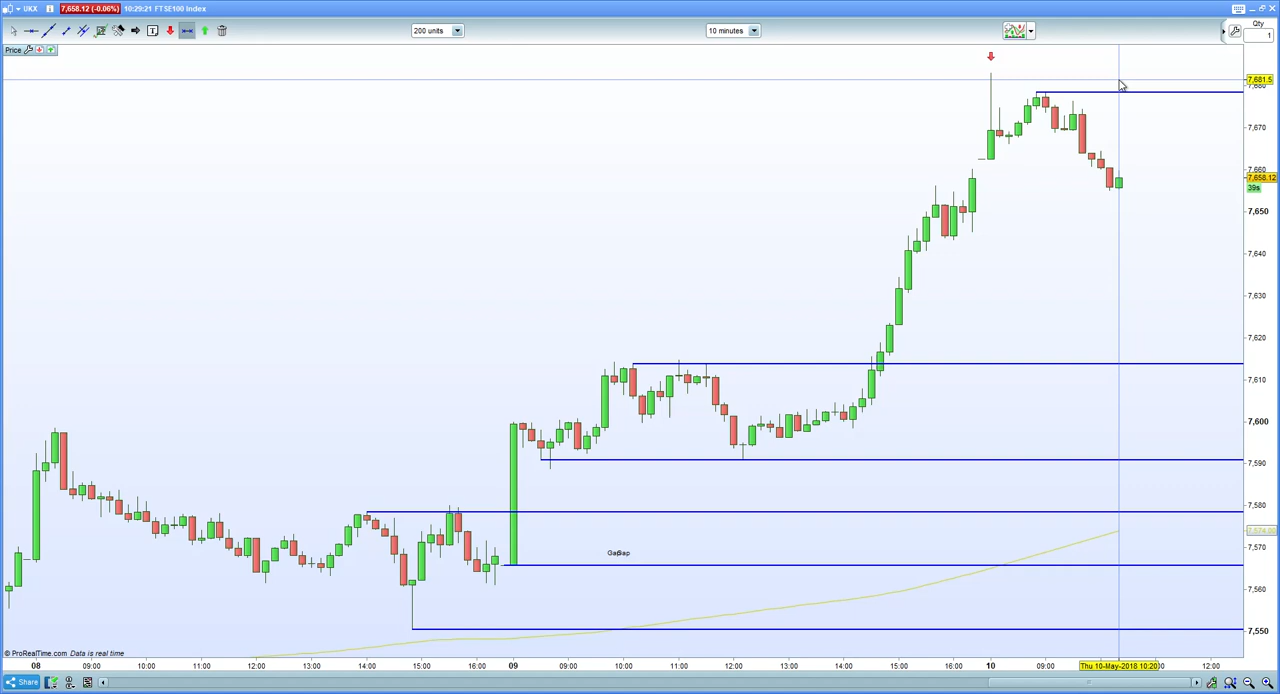 UKX 7,658.12 (-0.06%) 10:29:21 FTSE100 Index
200 units 10 minutes Qty
1
Price
7,681.5
7,680
7,670
7,660
7,658.12
39s
7,650
7,640
7,630
7,620
7,610
7,600
7,590
7,580
7,570
7,560
7,550
© ProRealTime.com Data is real time
08 09:00 10:00 11:00 12:00 13:00 14:00 15:00 16:00 09 09:00 10:00 11:00 12:00 13:00 14:00 15:00 16:00 10 09:00 Thu 10-May-2018 10:20 12:00
Share